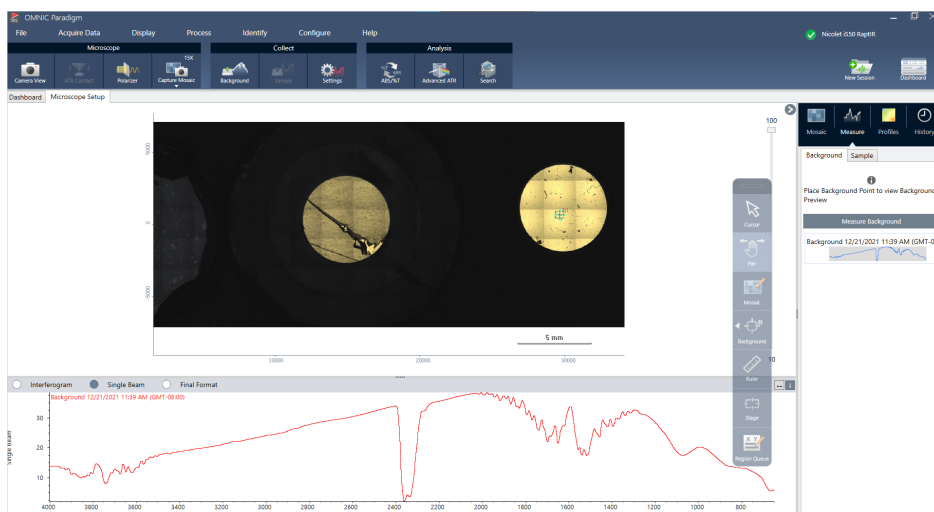 OMNIC Paradigm
File Acquire Data Display Process Identify Configure Help
Nicolet iS50 RaptIR
Microscope Collect Analysis
15X
Camera View ATR Contact Polarizer Capture Mosaic Background Sample Settings ABS/%T Advanced ATR Search New Session Dashboard
Dashboard Microscope Setup
100
Mosaic Measure Profiles History
Background Sample
Place Background Point to view Background
Preview
Measure Background
Background 12/21/2021 11:39 AM (GMT-0
5000
0
-5000
Cursor
Pan
Mosaic
B
Background
Ruler
Stage
X Y
Region Queue
5 mm
10
10000 20000 30000
Interferogram Single Beam Final Format
Background 12/21/2021 11:39 AM (GMT-06:00)
Single Beam
30
20
10
4000 3800 3600 3400 3200 3000 2800 2600 2400 2200 2000 1800 1600 1400 1200 1000 800